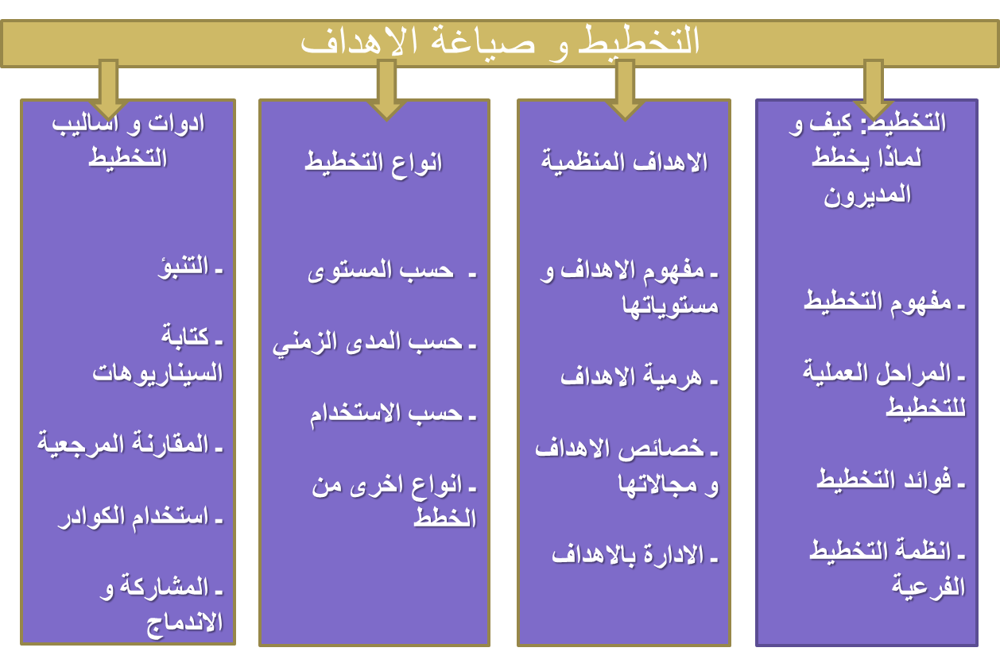 التخطيط و صياغة الاهداف
التخطيط: كيف و
لماذا يخطط
المديرون
ـ مفهوم التخطيط
ـ المراحل العملية
للتخطيط
ـ فوائد التخطيط
ـ انظمة التخطيط
الفرعية
الاهداف المنظمية
ـ مفهوم الاهداف و
مستوياتها
ـ هرمية الاهداف
ـ خصائص الاهداف
و مجالاتها
ـ الادارة بالاهداف
انواع التخطيط
ـ حسب المستوى
ـ حسب المدى الزمني
ـ حسب الاستخدام
ـ انواع اخرى من
الخطط
ادوات و اساليب
التخطيط
ـ التنبؤ
ـ كتابة
السيناريوهات
ـ المقارنة المرجعية
ـ استخدام الكوادر
ـ المشاركة و
الاندماج